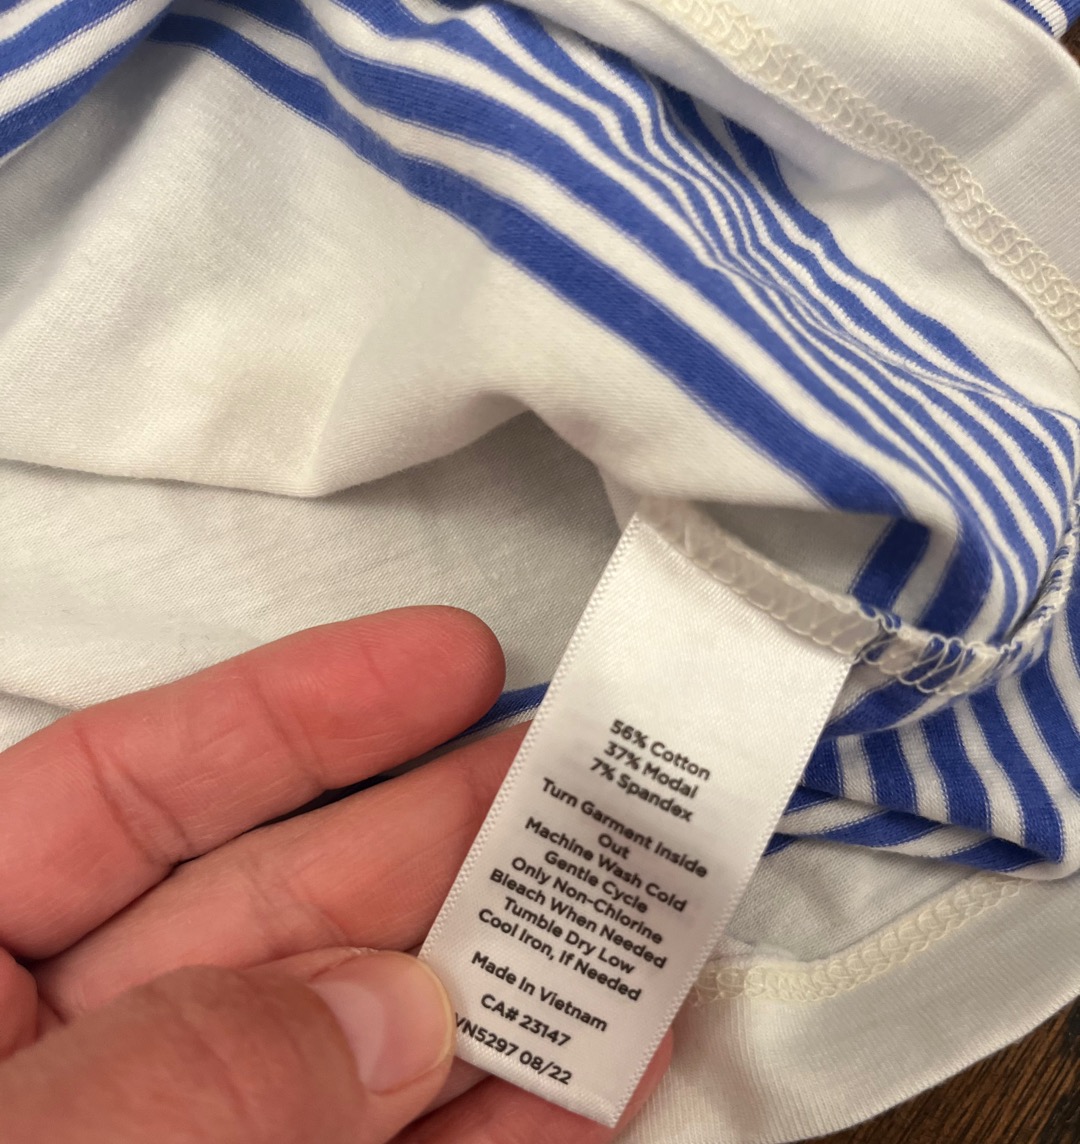 56% Cotton
37% Modal
7% Spandex
Turn Garment Inside
Out
Machine Wash Cold
Gentle Cycle
Only Non-Chlorine
Bleach When Needed
Tumble Dry Low
Cool Iron, If Needed
Made In Vietnam
CA# 23147
VN5297 08/22